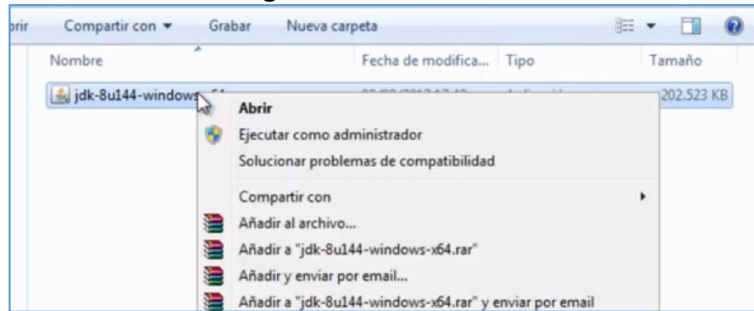 Compartir con Grabar Nueva carpeta
Nombre Fecha de modifica... Tipo Tamaño
jdk-8u144-windows 202.523 KB
Abrir
Ejecutar como administrador
Solucionar problemas de compatibilidad
Compartir con
Añadir al archivo...
Añadir a "jdk-8u144-windows-x64.rar"
Añadir y enviar por email...
Añadir a "jdk-8u144-windows-x64.rar" y enviar por email